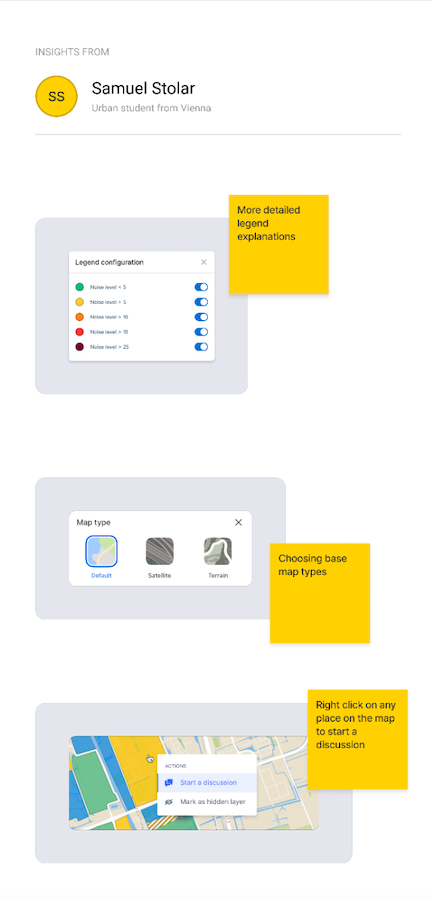 INSIGHTS FROM
SS
Samuel Stolar
Urban student from Vienna
More detailed
legend
explanations
Legend configuration
Noise level < 5
Noise level > 5
Noise level > 10
Noise level > 15
Noise level > 25
Map type
Default
Satellite
Terrain
Choosing base
map types
Right click on any
place on the map
to start a
discussion
ACTIONS
Start a discussion
Mark as hidden layer